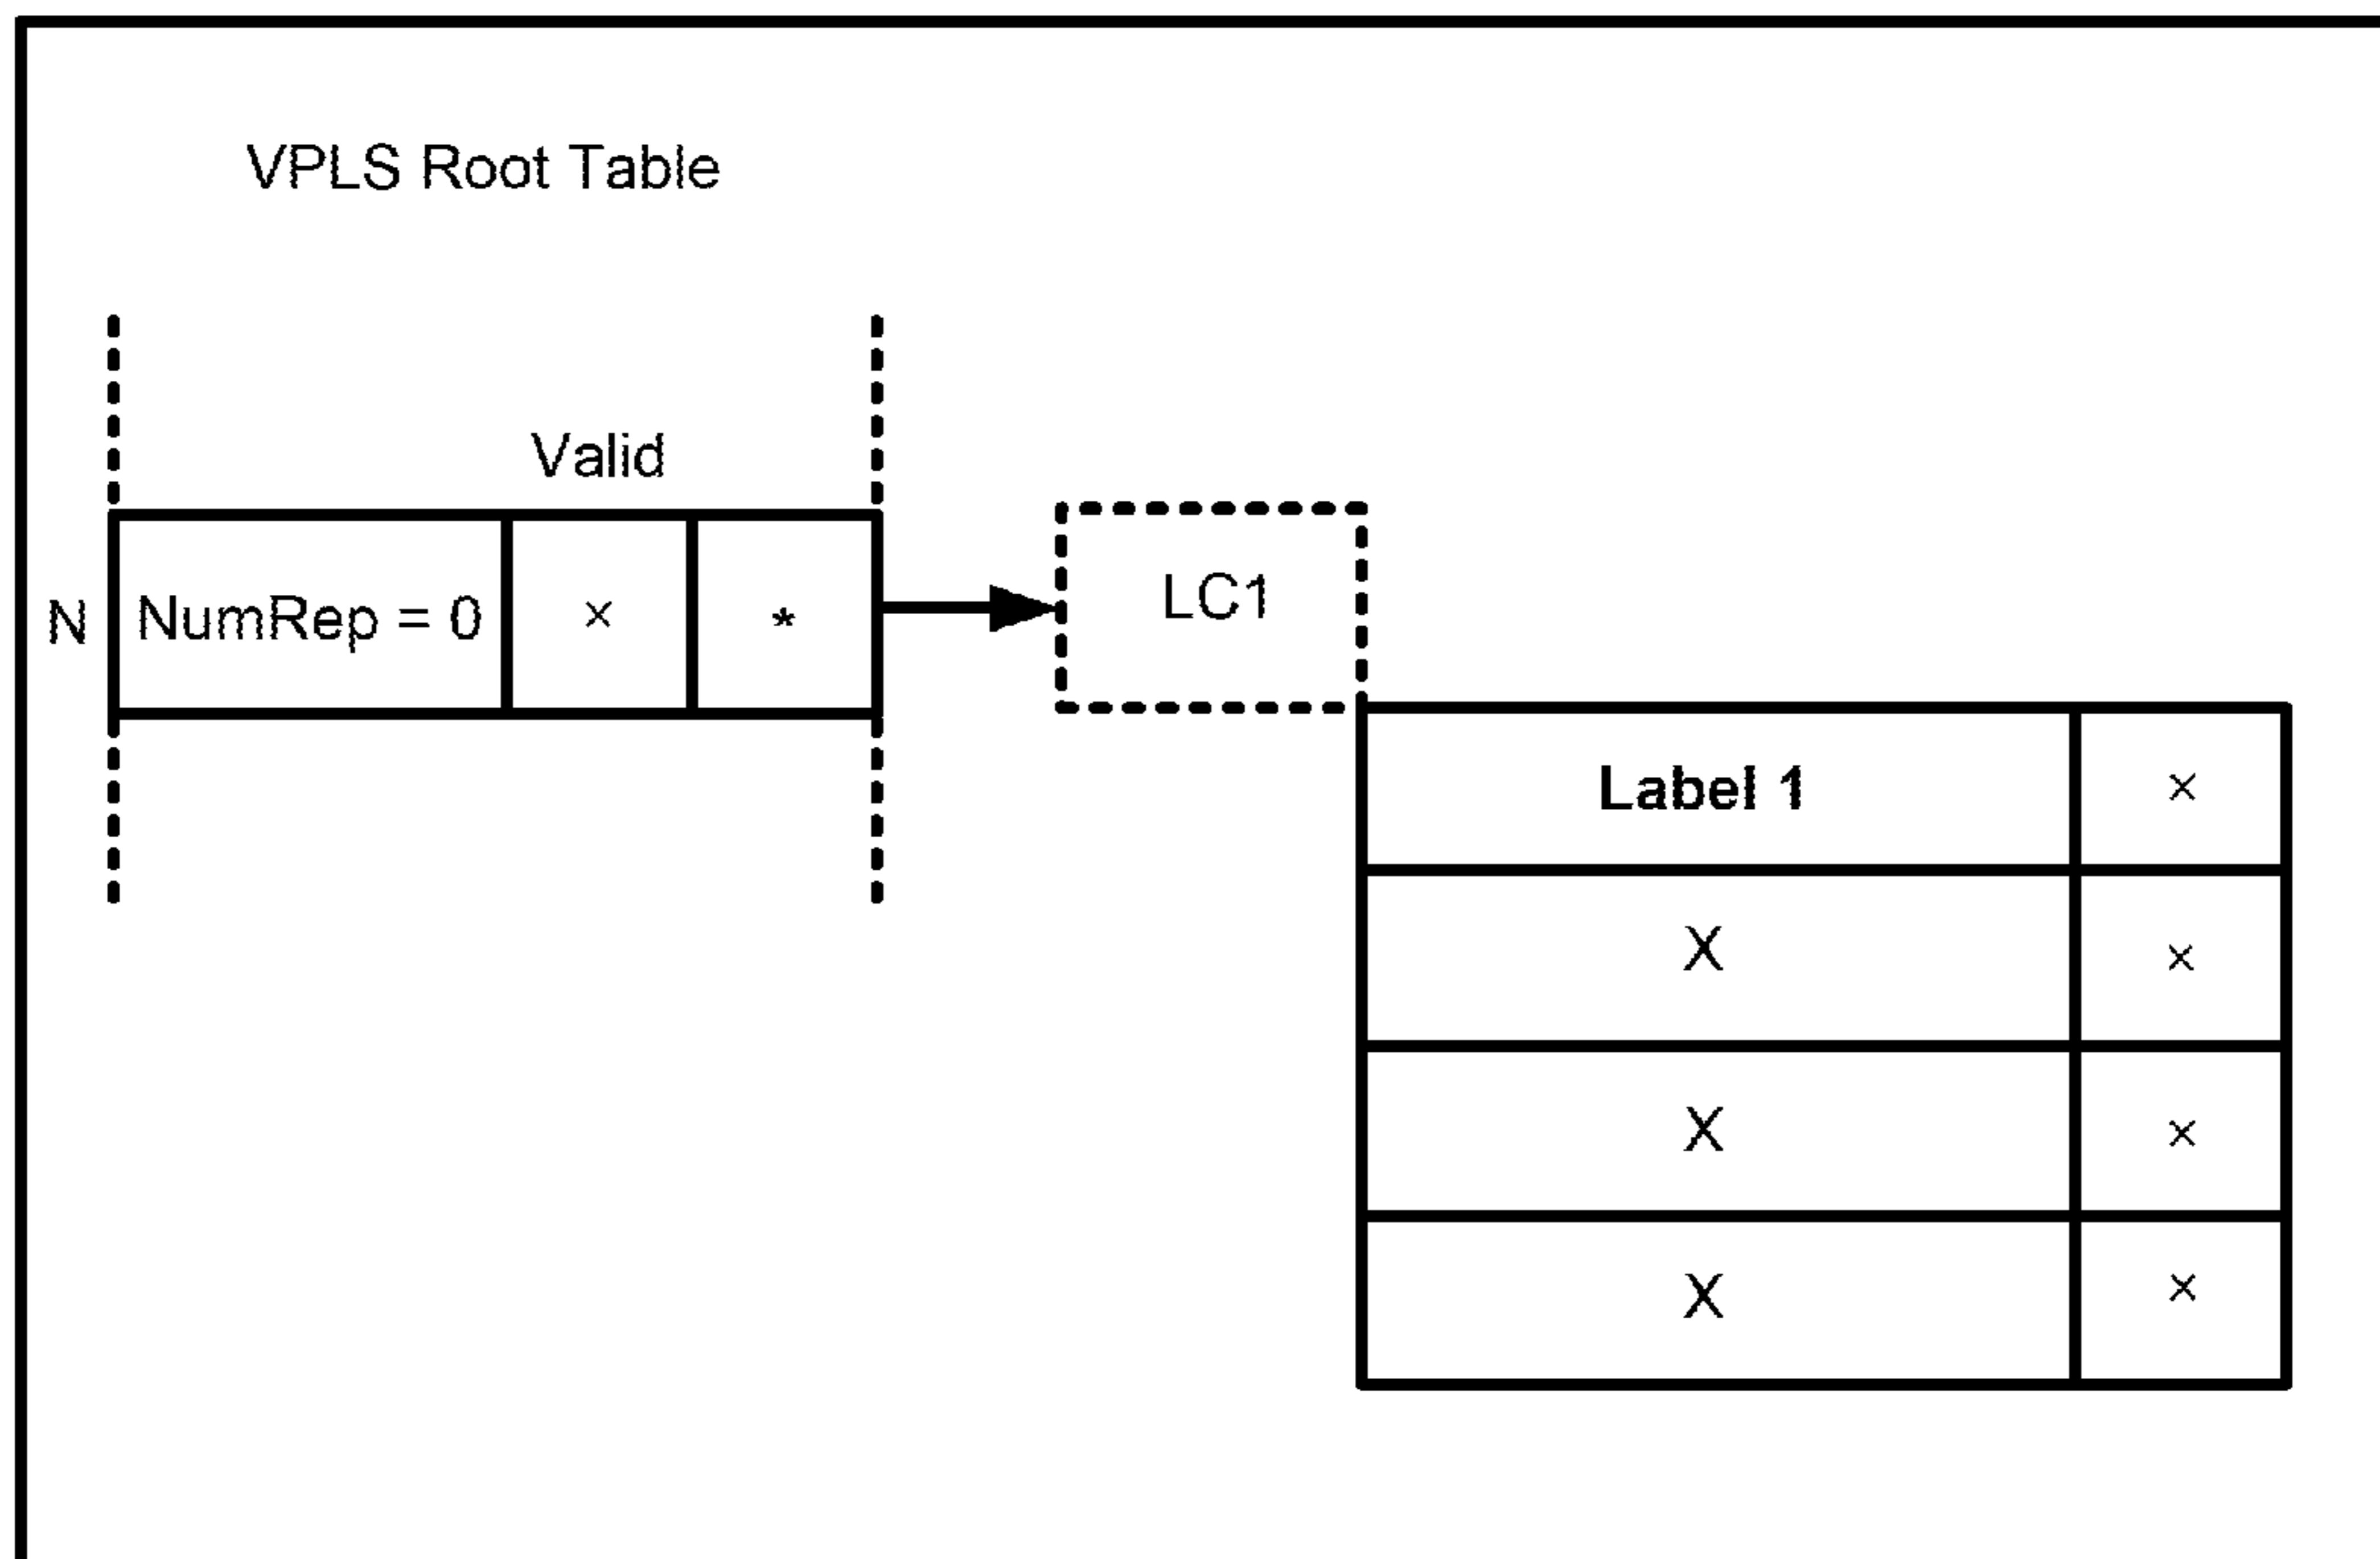 VPLS Root Table
Valid
N NumRep = 0 × *
LC1
Label 1 ×
X ×
X ×
X ×